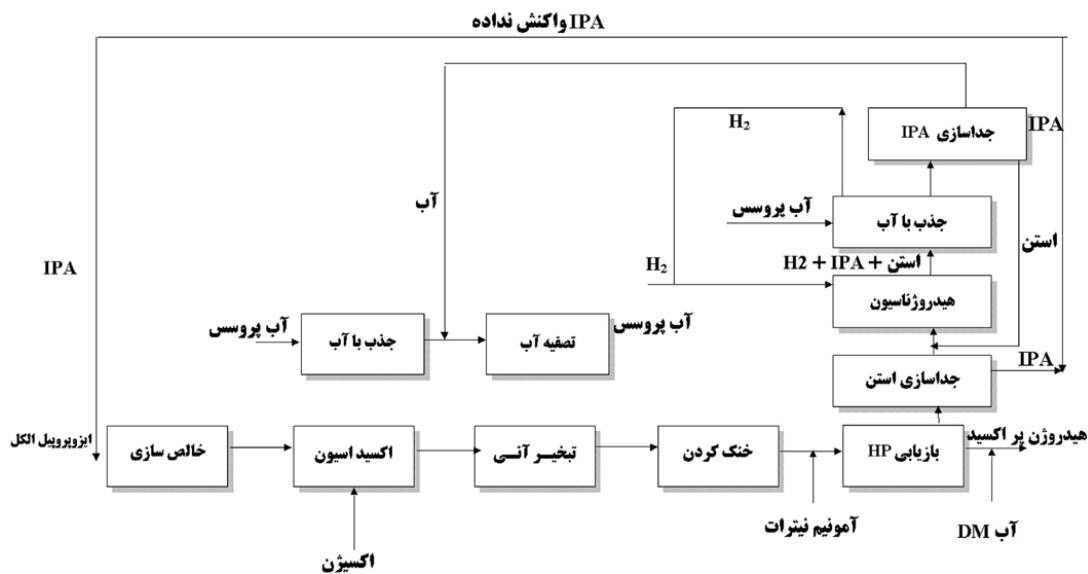 IPA واکنش نداده
H₂
جداسازی IPA
IPA
آب
آب پروسس
جذب با آب
استن
IPA
H2 + IPA + استن
H₂
هیدروژناسیون
آب پروسس
جذب با آب
تصفیه آب
آب پروسس
جداسازی استن
IPA
ایزوپروپیل الکل
خالص سازی
اکسید اسیون
تبخیر آنی
خنک کردن
بازیابی HP
هیدروژن پر اکسید
اکسیژن
آمونیم نیترات
آب DM